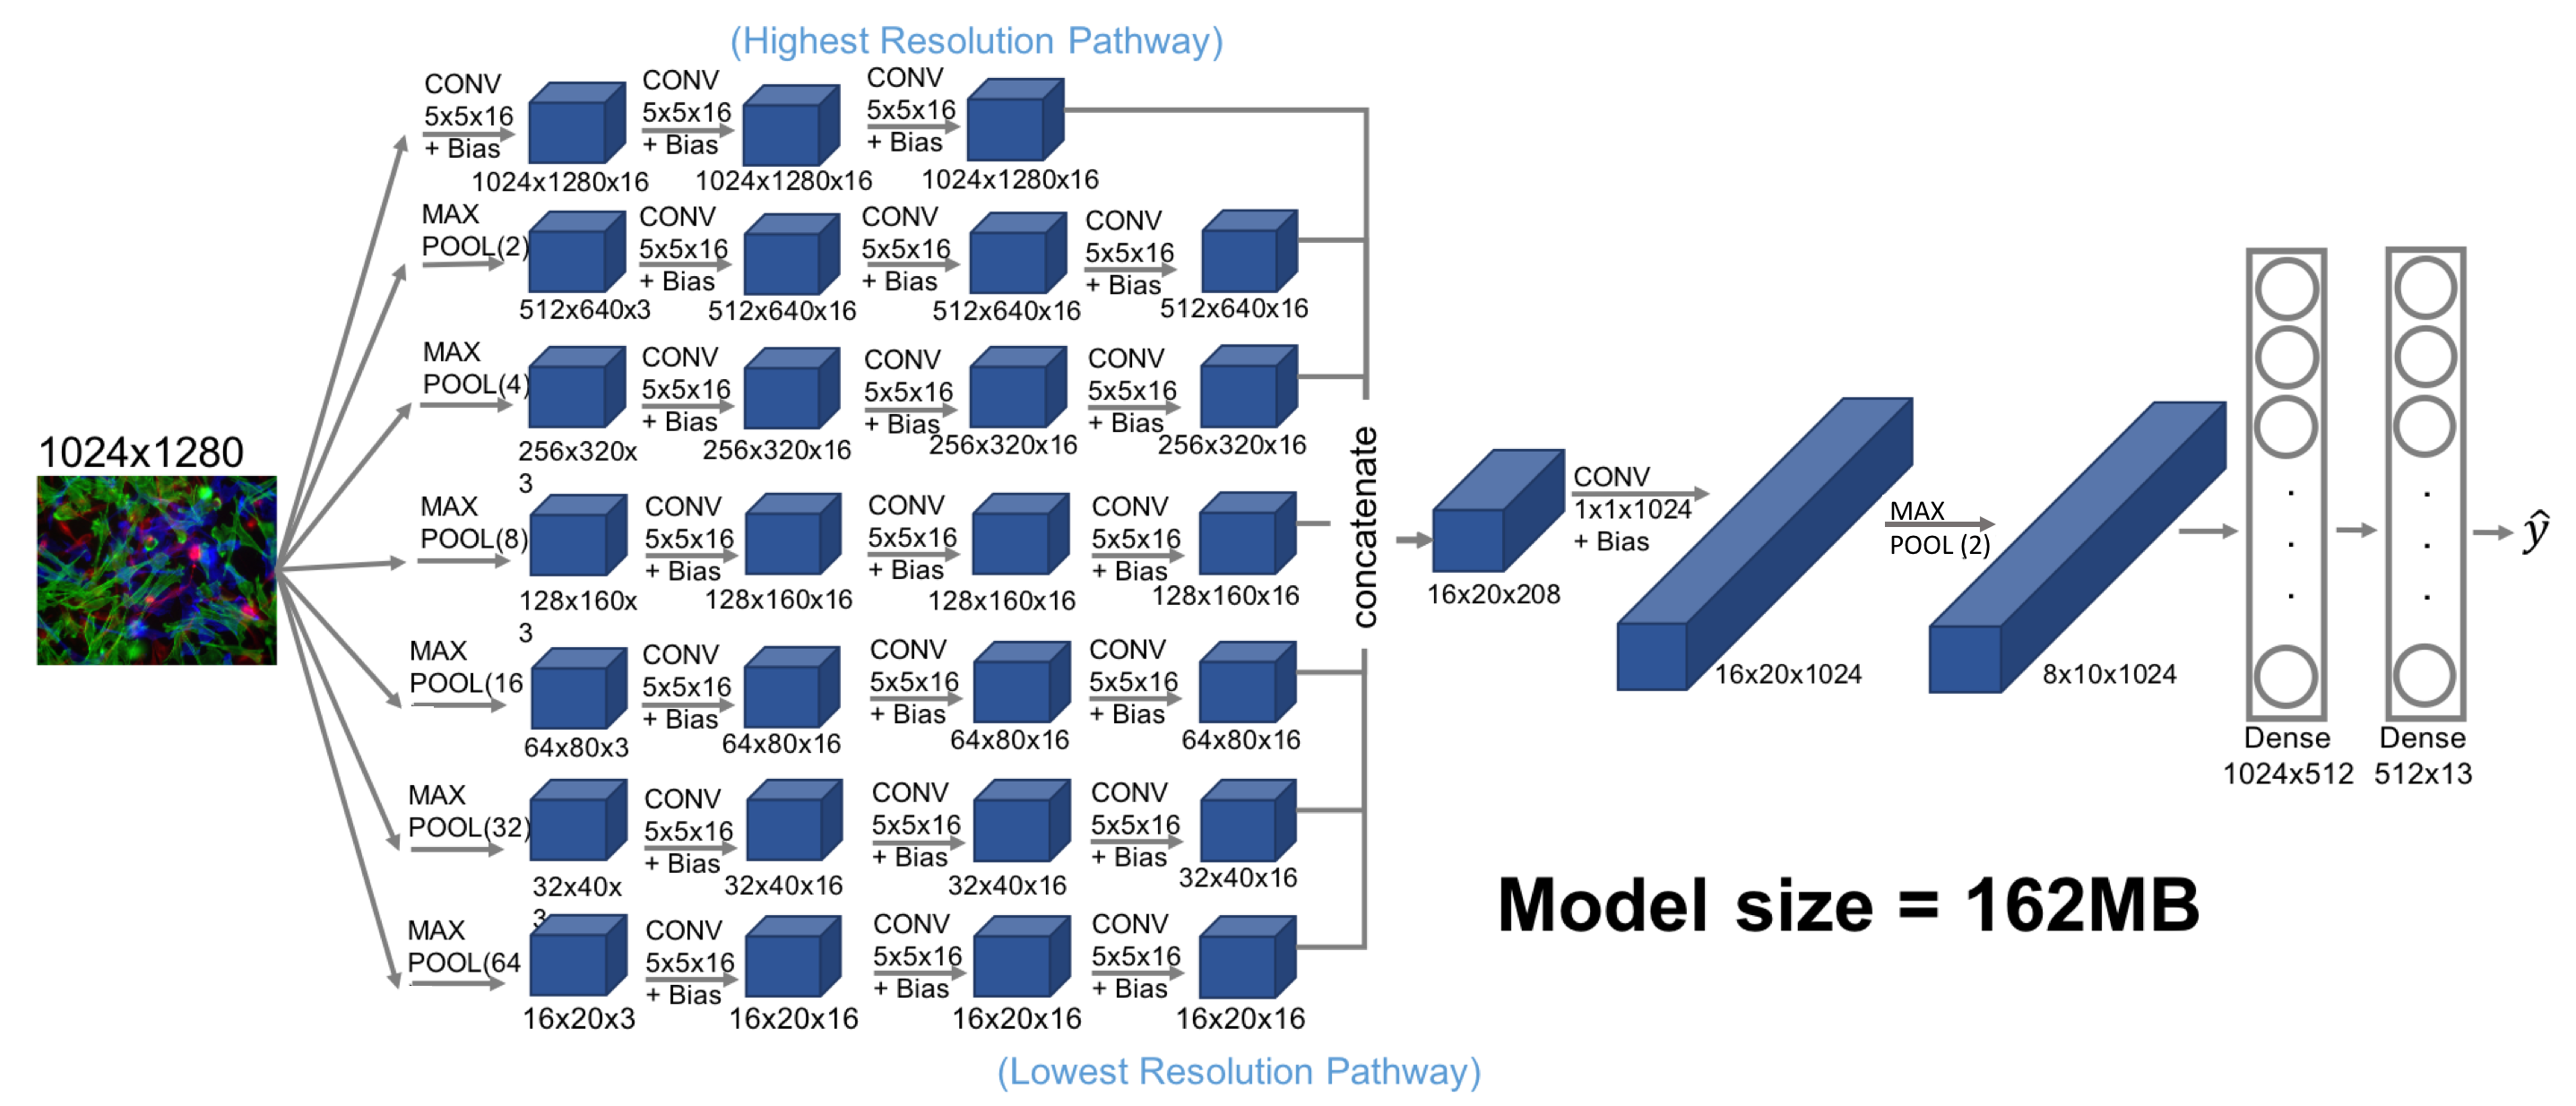 (Highest Resolution Pathway)
CONV
5x5x16
+ Bias
1024x1280x16
CONV
5x5x16
+ Bias
1024x1280x16
CONV
5x5x16
+ Bias
1024x1280x16
MAX
POOL(2)
512x640x3
CONV
5x5x16
+ Bias
512x640x16
CONV
5x5x16
+ Bias
512x640x16
CONV
5x5x16
+ Bias
512x640x16
MAX
POOL(4)
256x320x
3
CONV
5x5x16
+ Bias
256x320x16
CONV
5x5x16
+ Bias
256x320x16
CONV
5x5x16
+ Bias
256x320x16
1024x1280
MAX
POOL(8)
128x160x
3
CONV
5x5x16
+ Bias
128x160x16
CONV
5x5x16
+ Bias
128x160x16
CONV
5x5x16
+ Bias
128x160x16
MAX
POOL(16
64x80x3
CONV
5x5x16
+ Bias
64x80x16
CONV
5x5x16
+ Bias
64x80x16
CONV
5x5x16
+ Bias
64x80x16
MAX
POOL(32)
32x40x
3
CONV
5x5x16
+ Bias
32x40x16
CONV
5x5x16
+ Bias
32x40x16
CONV
5x5x16
+ Bias
32x40x16
MAX
POOL(64
16x20x3
CONV
5x5x16
+ Bias
16x20x16
CONV
5x5x16
+ Bias
16x20x16
CONV
5x5x16
+ Bias
16x20x16
(Lowest Resolution Pathway)
concatenate
16x20x208
CONV
1x1x1024
+ Bias
16x20x1024
MAX
POOL (2)
8x10x1024
Dense
1024x512
Dense
512x13
ŷ
Model size = 162MB